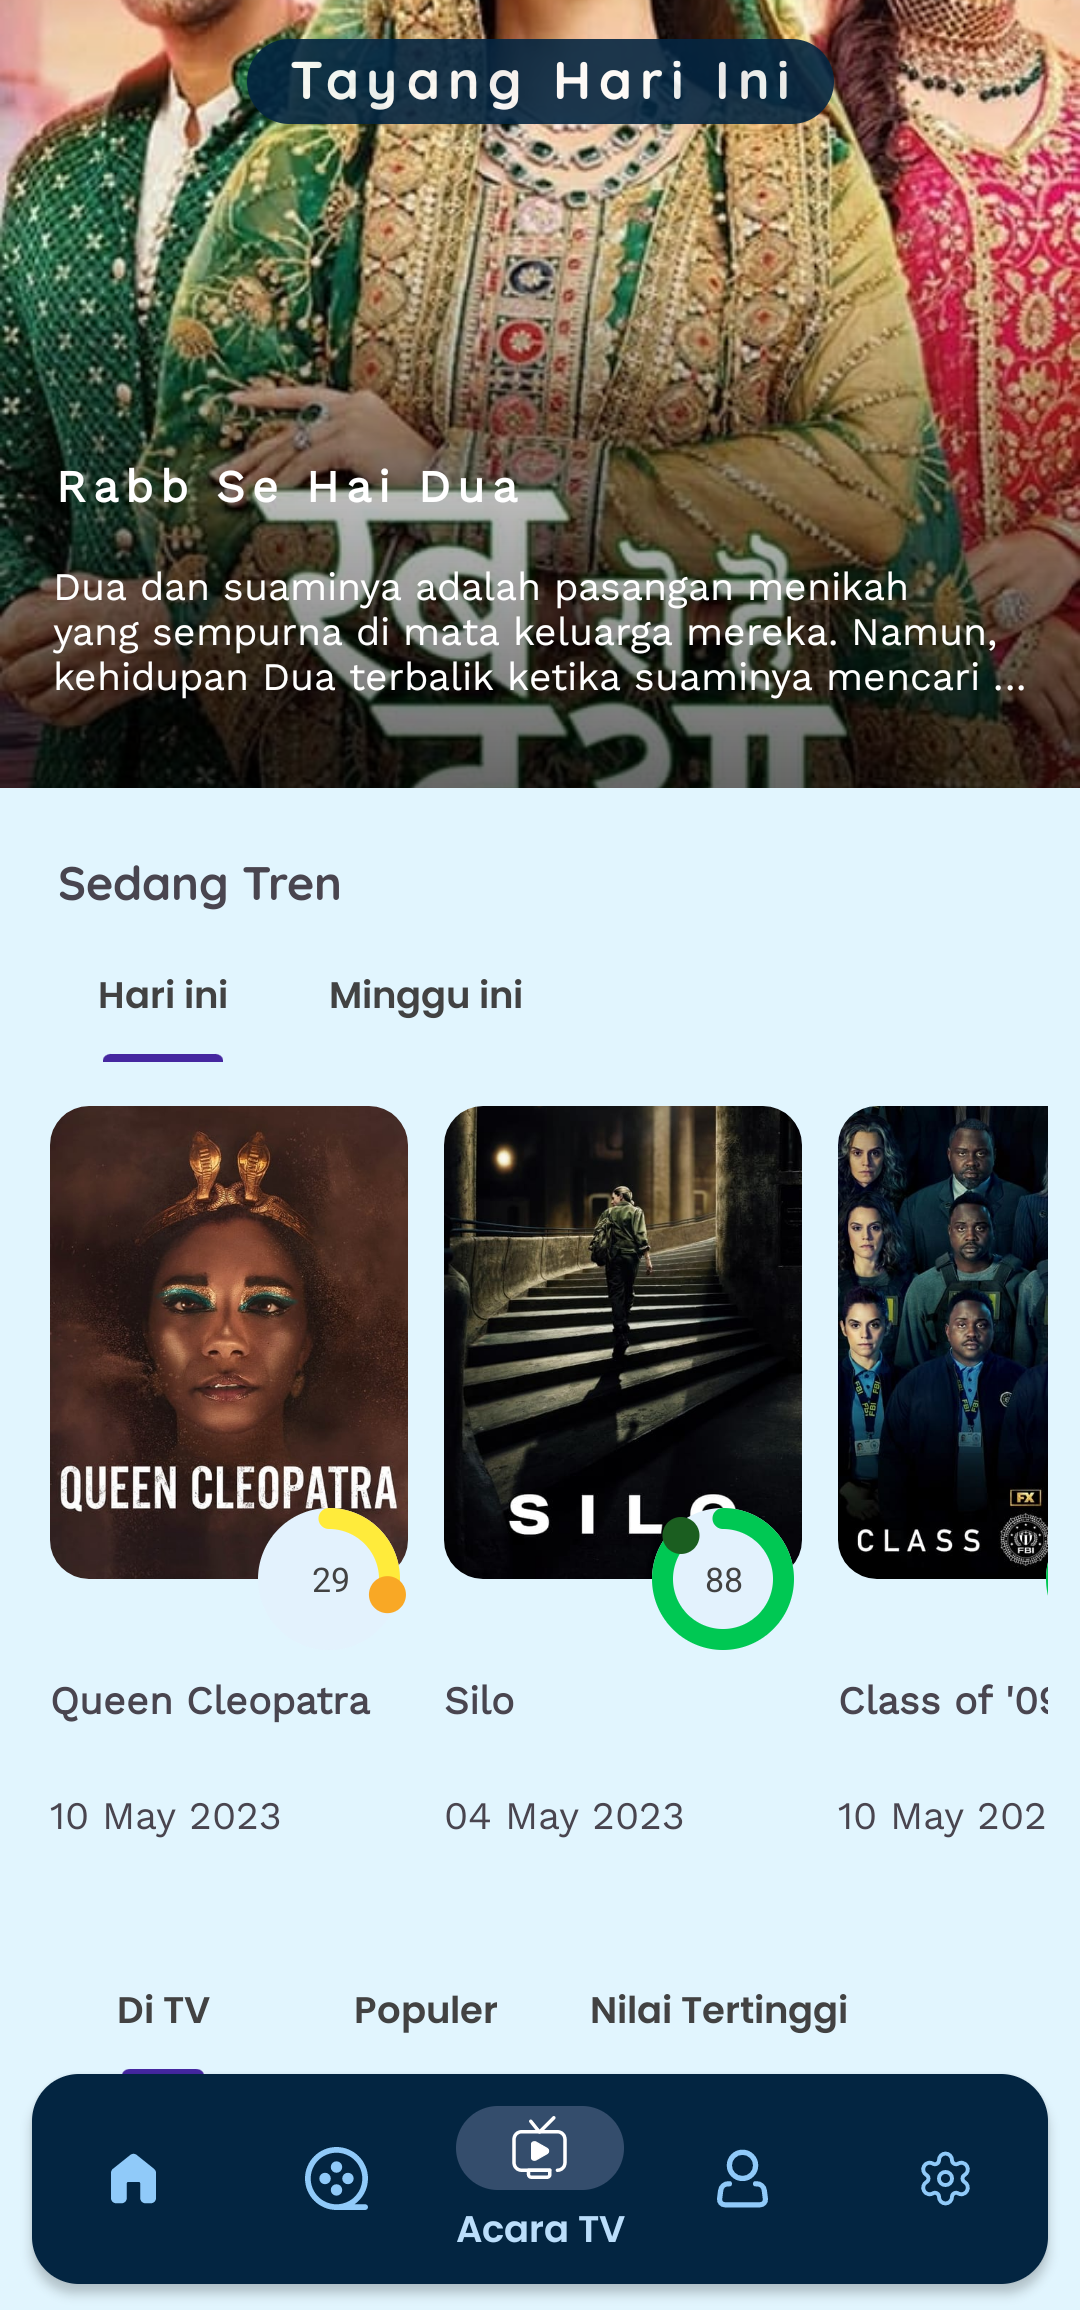 Tayang Hari Ini
Rabb Se Hai Dua
रब से है
Dua dan suaminya adalah pasangan menikah
yang sempurna di mata keluarga mereka. Namun,
kehidupan Dua terbalik ketika suaminya mencari ...
दुआ
Sedang Tren
Hari ini
Minggu ini
QUEEN CLEOPATRA
SILO
FX
CLASS
FBI
29
88
Queen Cleopatra
Silo
Class of '09
10 May 2023
04 May 2023
10 May 202
Di TV
Populer
Nilai Tertinggi
Acara TV